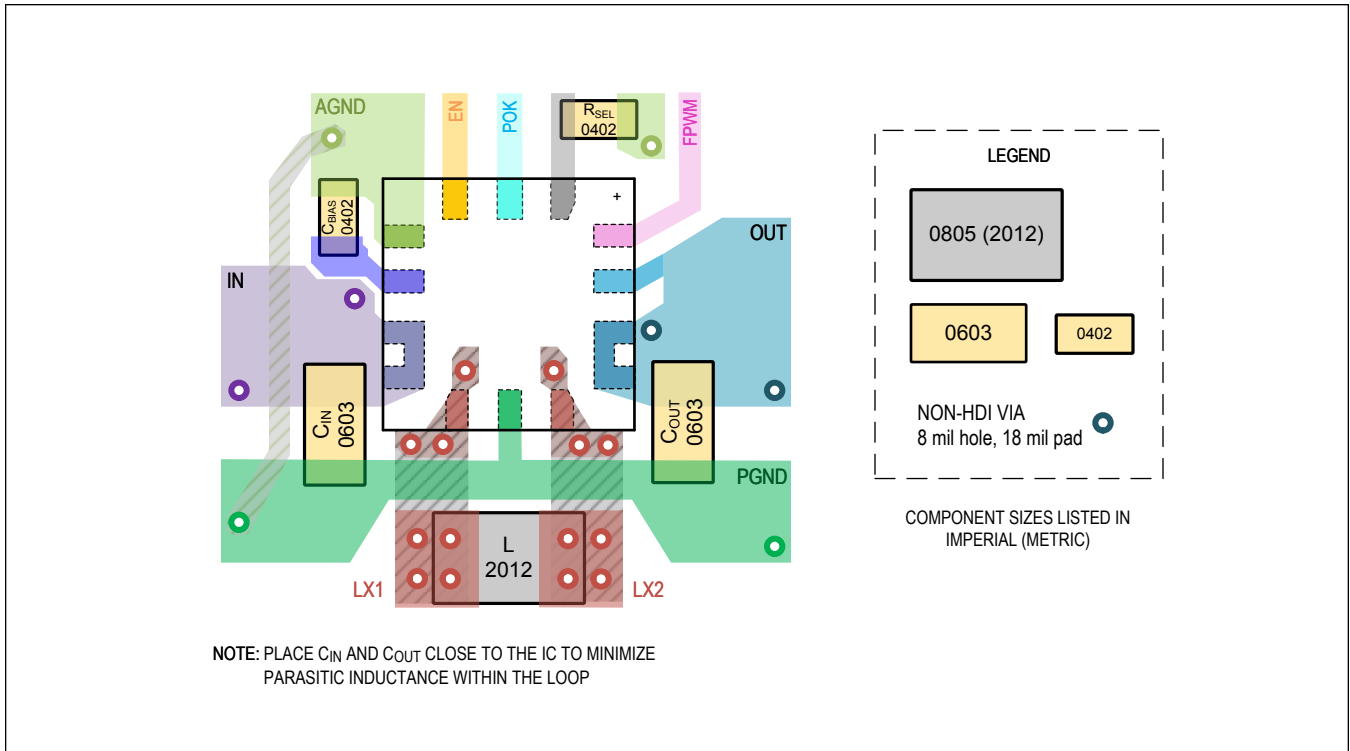 AGND
EN
POK
RSEL
0402
FPWM
CBIAS
0402
IN
OUT
+
CIN
0603
COUT
0603
PGND
L
2012
LX1
LX2
NOTE: PLACE CIN AND COUT CLOSE TO THE IC TO MINIMIZE
PARASITIC INDUCTANCE WITHIN THE LOOP
LEGEND
0805 (2012)
0603
0402
NON-HDI VIA
8 mil hole, 18 mil pad
COMPONENT SIZES LISTED IN
IMPERIAL (METRIC)